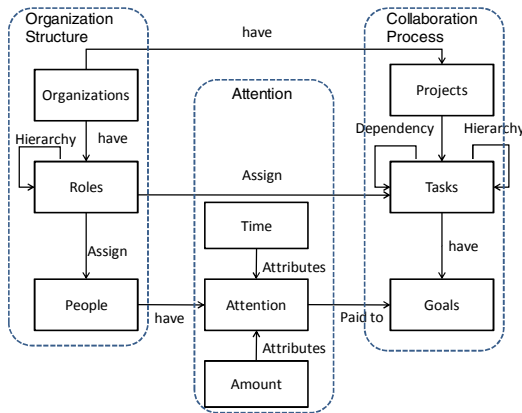 Organization
Structure
Collaboration
Process
have
Organizations
Attention
Projects
have
Hierarchy
Dependency
Hierarchy
Roles
Assign
Tasks
Time
Assign
Attributes
have
People
have
Attention
Paid to
Goals
Attributes
Amount